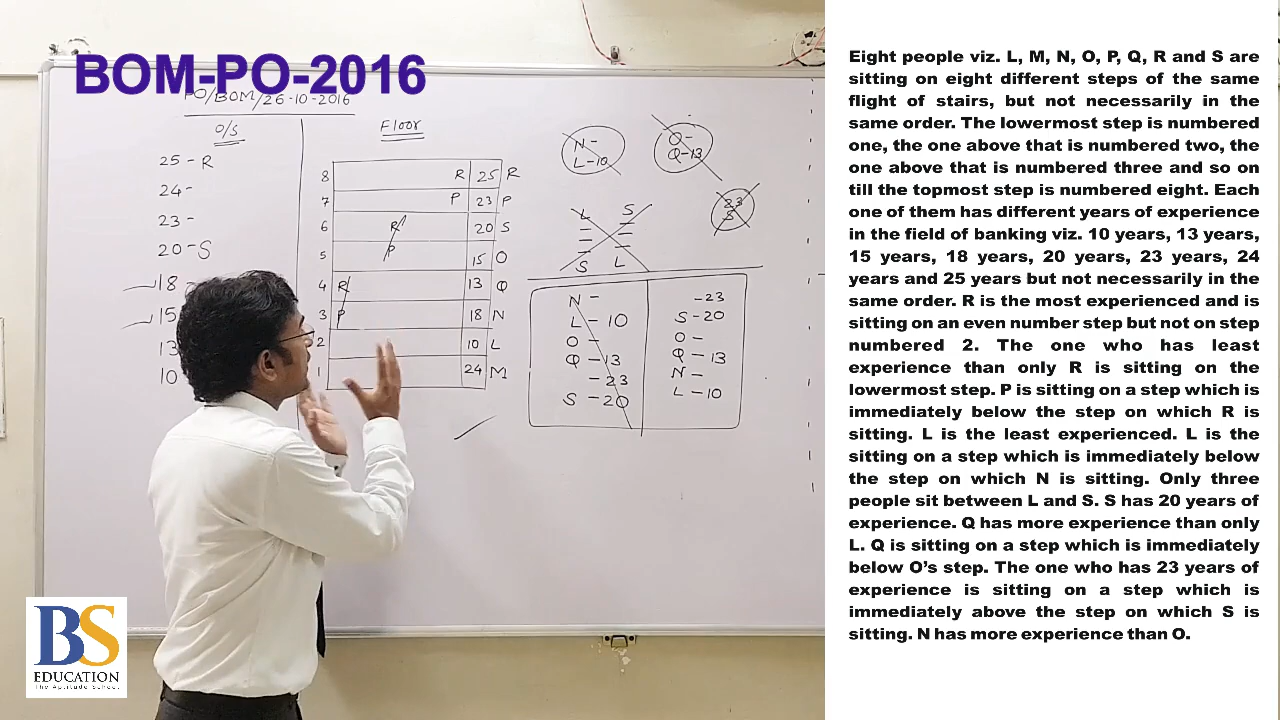 BOM-PO-2016
PO/BOM/26-10-2016
O/S
Floor
25 - R
24 -
23 -
20 - S
18
15
13
10
8 R 25 R
7 P 23 P
6 R 20 S
5 P 15 O
4 R 13 Q
3 P 18 N
2 10 L
1 24 M
N -
L - 10
O -
Q - 13
23
S
L
S
S
L
N -
L - 10
O -
Q - 13
- 23
S - 20
- 23
S - 20
O -
Q - 13
N -
L - 10
Eight people viz. L, M, N, O, P, Q, R and S are
sitting on eight different steps of the same
flight of stairs, but not necessarily in the
same order. The lowermost step is numbered
one, the one above that is numbered two, the
one above that is numbered three and so on
till the topmost step is numbered eight. Each
one of them has different years of experience
in the field of banking viz. 10 years, 13 years,
15 years, 18 years, 20 years, 23 years, 24
years and 25 years but not necessarily in the
same order. R is the most experienced and is
sitting on an even number step but not on step
numbered 2. The one who has least
experience than only R is sitting on the
lowermost step. P is sitting on a step which is
immediately below the step on which R is
sitting. L is the least experienced. L is the
sitting on a step which is immediately below
the step on which N is sitting. Only three
people sit between L and S. S has 20 years of
experience. Q has more experience than only
L. Q is sitting on a step which is immediately
below O's step. The one who has 23 years of
experience is sitting on a step which is
immediately above the step on which S is
sitting. N has more experience than O.
BS
EDUCATION
The Aptitude School